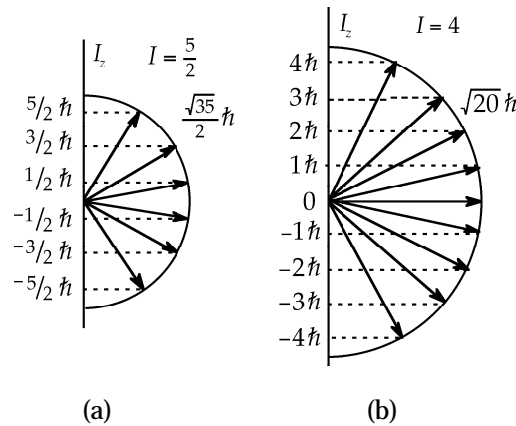 I_z I = 5/2
5/2 ħ
√35/2 ħ
3/2 ħ
1/2 ħ
−1/2 ħ
−3/2 ħ
−5/2 ħ
(a)
I_z I = 4
4ħ
3ħ
√20 ħ
2ħ
1ħ
0
−1ħ
−2ħ
−3ħ
−4ħ
(b)